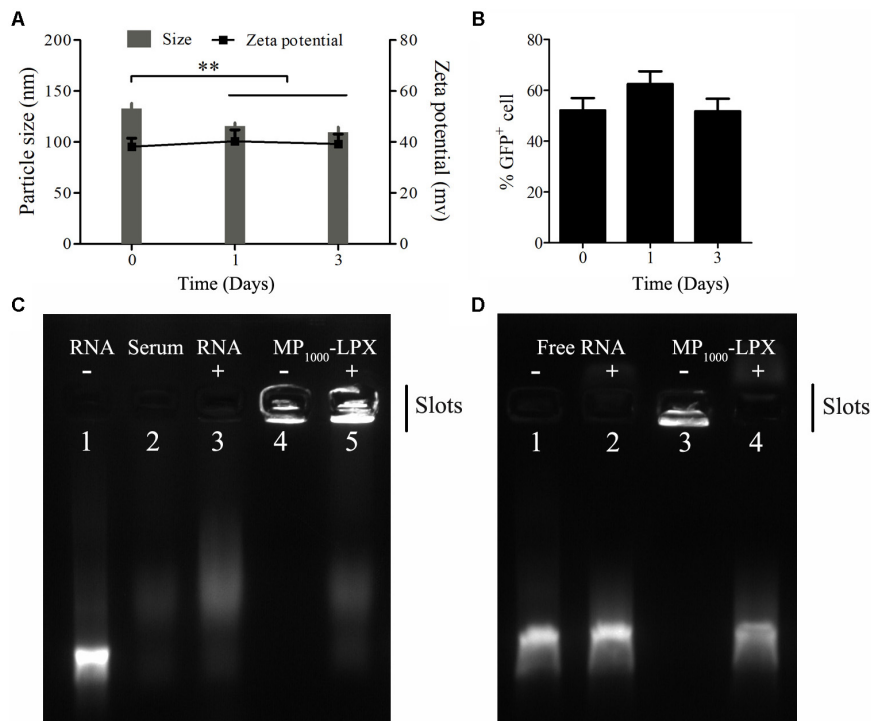 A
Size Zeta potential
200
150
100
50
0
**
80
60
40
20
0
Particle size (nm)
Zeta potential (mv)
0 1 3
Time (Days)
B
80
60
40
20
0
% GFP⁺ cell
0 1 3
Time (Days)
C
RNA Serum RNA MP₁₀₀₀-LPX
- + - +
Slots
1 2 3 4 5
D
Free RNA MP₁₀₀₀-LPX
- + - +
Slots
1 2 3 4